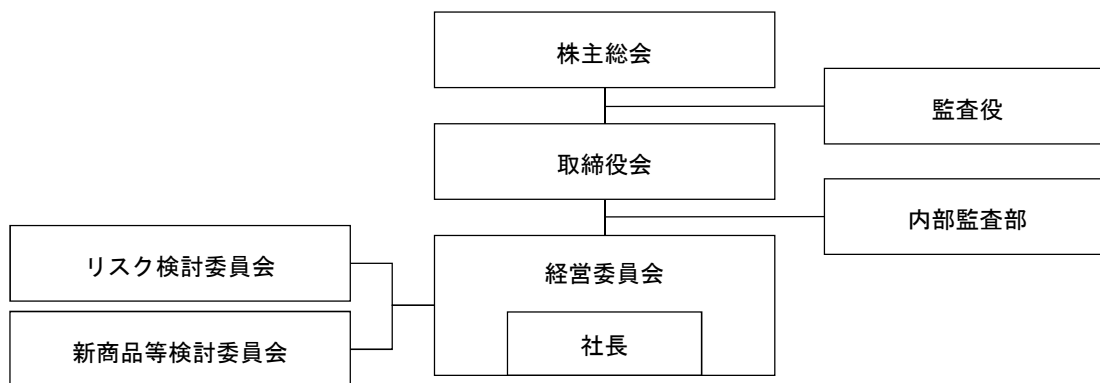 株主総会
監査役
取締役会
内部監査部
リスク検討委員会
経営委員会
新商品等検討委員会
社長